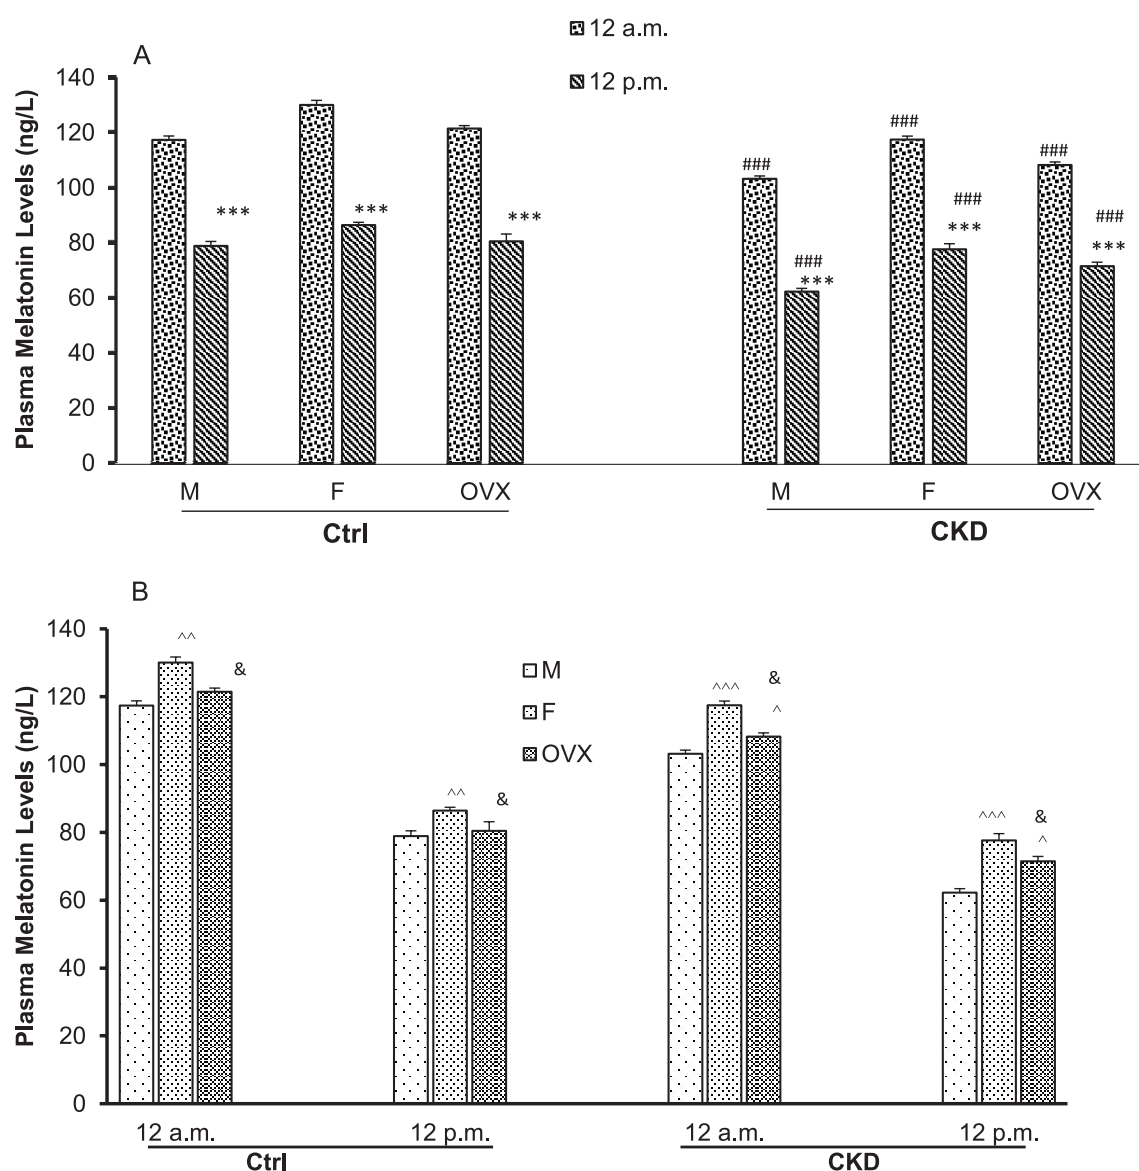 12 a.m.
A
12 p.m.
Plasma Melatonin Levels (ng/L)
140
120
100
80
60
40
20
0
***
***
***
###
###
###
###
###
###
***
***
***
M
F
OVX
M
F
OVX
Ctrl
CKD
B
Plasma Melatonin Levels (ng/L)
140
120
100
80
60
40
20
0
^^
&
^^
&
M
F
OVX
^^^
&
^
^^^
&
^
12 a.m.
12 p.m.
12 a.m.
12 p.m.
Ctrl
CKD